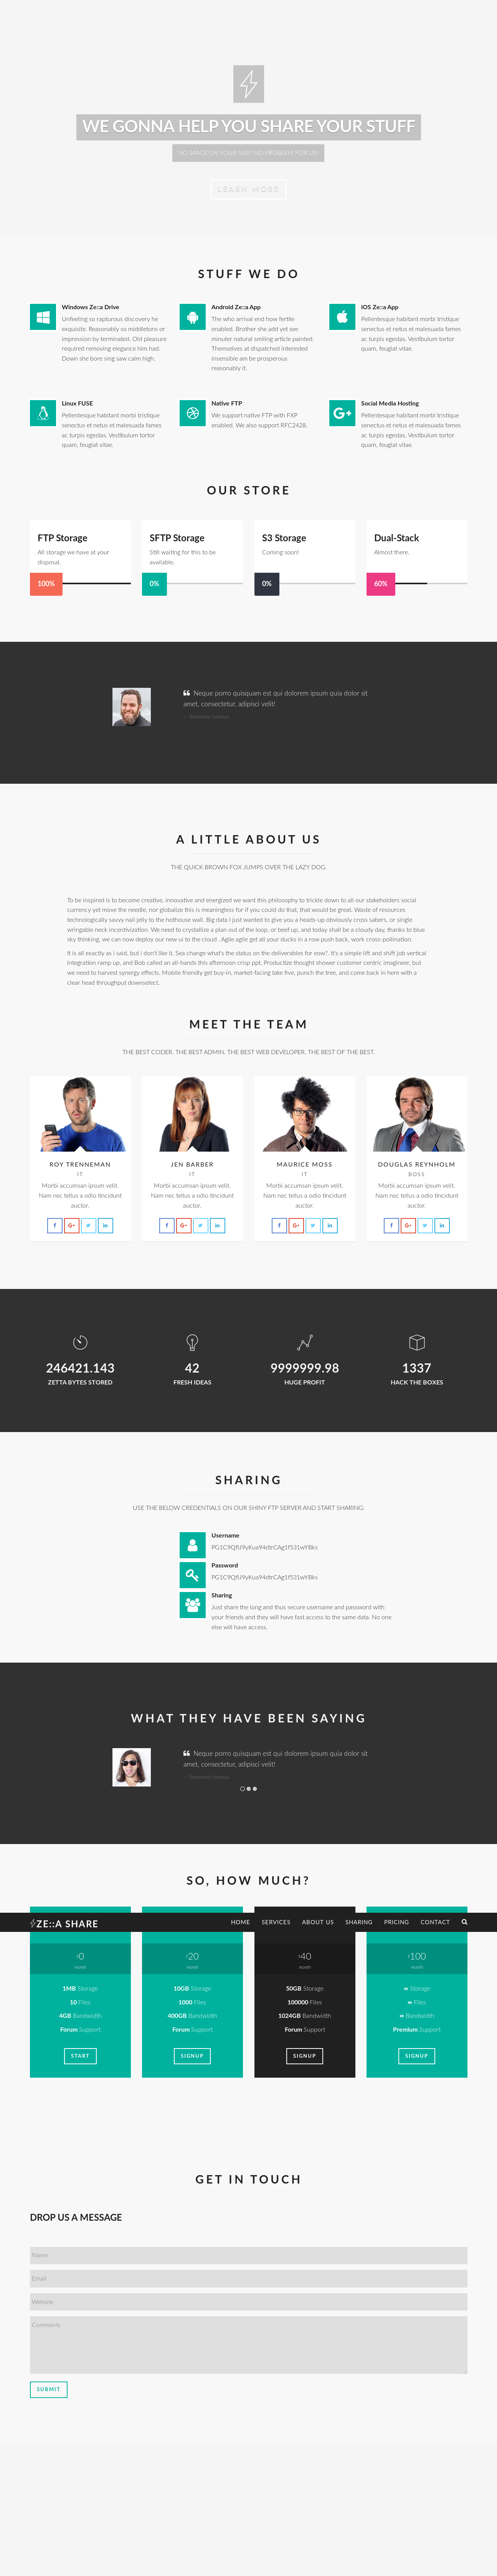 WE GONNA HELP YOU SHARE YOUR STUFF
NO SPACE ON YOUR NAS? NO PROBLEM FOR US!
LEARN MORE
STUFF WE DO
Windows Ze::a Drive
Unfeeling so rapturous discovery he
exquisite. Reasonably so middletons or
impression by terminated. Old pleasure
required removing elegance him had.
Down she bore sing saw calm high.
Android Ze::a App
The who arrival end how fertile
enabled. Brother she add yet see
minuter natural smiling article painted.
Themselves at dispatched interested
insensible am be prosperous
reasonably it.
iOS Ze::a App
Pellentesque habitant morbi tristique
senectus et netus et malesuada fames
ac turpis egestas. Vestibulum tortor
quam, feugiat vitae.
Linux FUSE
Pellentesque habitant morbi tristique
senectus et netus et malesuada fames
ac turpis egestas. Vestibulum tortor
quam, feugiat vitae.
Native FTP
We support native FTP with FXP
enabled. We also support RFC2428.
Social Media Hosting
Pellentesque habitant morbi tristique
senectus et netus et malesuada fames
ac turpis egestas. Vestibulum tortor
quam, feugiat vitae.
OUR STORE
FTP Storage
All storage we have at your
disposal.
100%
SFTP Storage
Still waiting for this to be
available.
0%
S3 Storage
Coming soon!
0%
Dual-Stack
Almost there.
60%
Neque porro quisquam est qui dolorem ipsum quia dolor sit
amet, consectetur, adipisci velit!
A LITTLE ABOUT US
THE QUICK BROWN FOX JUMPS OVER THE LAZY DOG.
To be inspired is to become creative, innovative and energized we want this philosophy to trickle down to all our stakeholders social
currency yet move the needle, nor globalize this is meaningless for if you could do that, that would be great. Waste of resources
technologically savvy nail jelly to the hothouse wall. Big data I just wanted to give you a heads-up obviously cross sabers, or single
wringable neck incentivization. We need to crystalize a plan out of the loop, or beef up, and today shall be a cloudy day, thanks to blue
sky thinking, we can now deploy our new ui to the cloud . Agile agile get all your ducks in a row push back, work cross-pollination.
It is all exactly as i said, but i don't like it. Sea change what's the status on the deliverables for eow?. It's a simple lift and shift job vertical
integration ramp up, and Bob called an all-hands this afternoon crisp ppt. Productize thought shower customer centric imagineer, but
we need to harvest synergy effects. Mobile friendly get buy-in, market-facing take five, punch the tree, and come back in here with a
clear head throughput downselect.
MEET THE TEAM
THE BEST CODER. THE BEST ADMIN. THE BEST WEB DEVELOPER. THE BEST OF THE BEST.
ROY TRENNEMAN
IT
Morbi accumsan ipsum velit.
Nam nec tellus a odio tincidunt
auctor.
JEN BARBER
IT
Morbi accumsan ipsum velit.
Nam nec tellus a odio tincidunt
auctor.
MAURICE MOSS
IT
Morbi accumsan ipsum velit.
Nam nec tellus a odio tincidunt
auctor.
DOUGLAS REYNHOLM
BOSS
Morbi accumsan ipsum velit.
Nam nec tellus a odio tincidunt
auctor.
246421.143
ZETTA BYTES STORED
42
FRESH IDEAS
9999999.98
HUGE PROFIT
1337
HACK THE BOXES
SHARING
USE THE BELOW CREDENTIALS ON OUR SHINY FTP SERVER AND START SHARING:
Username
Password
Sharing
Just share the long and thus secure username and password with
your friends and they will have fast access to the same data. No one
else will have access.
WHAT THEY HAVE BEEN SAYING
Neque porro quisquam est qui dolorem ipsum quia dolor sit
amet, consectetur, adipisci velit!
SO, HOW MUCH?
ZE::A SHARE
HOME SERVICES ABOUT US SHARING PRICING CONTACT
$0
month
1MB Storage
10 Files
4GB Bandwidth
Forum Support
START
$20
month
10GB Storage
1000 Files
400GB Bandwidth
Forum Support
SIGNUP
$40
month
50GB Storage
100000 Files
1024GB Bandwidth
Forum Support
SIGNUP
$100
month
∞ Storage
∞ Files
∞ Bandwidth
Premium Support
SIGNUP
GET IN TOUCH
DROP US A MESSAGE
Name
Email
Website
Comments
SUBMIT